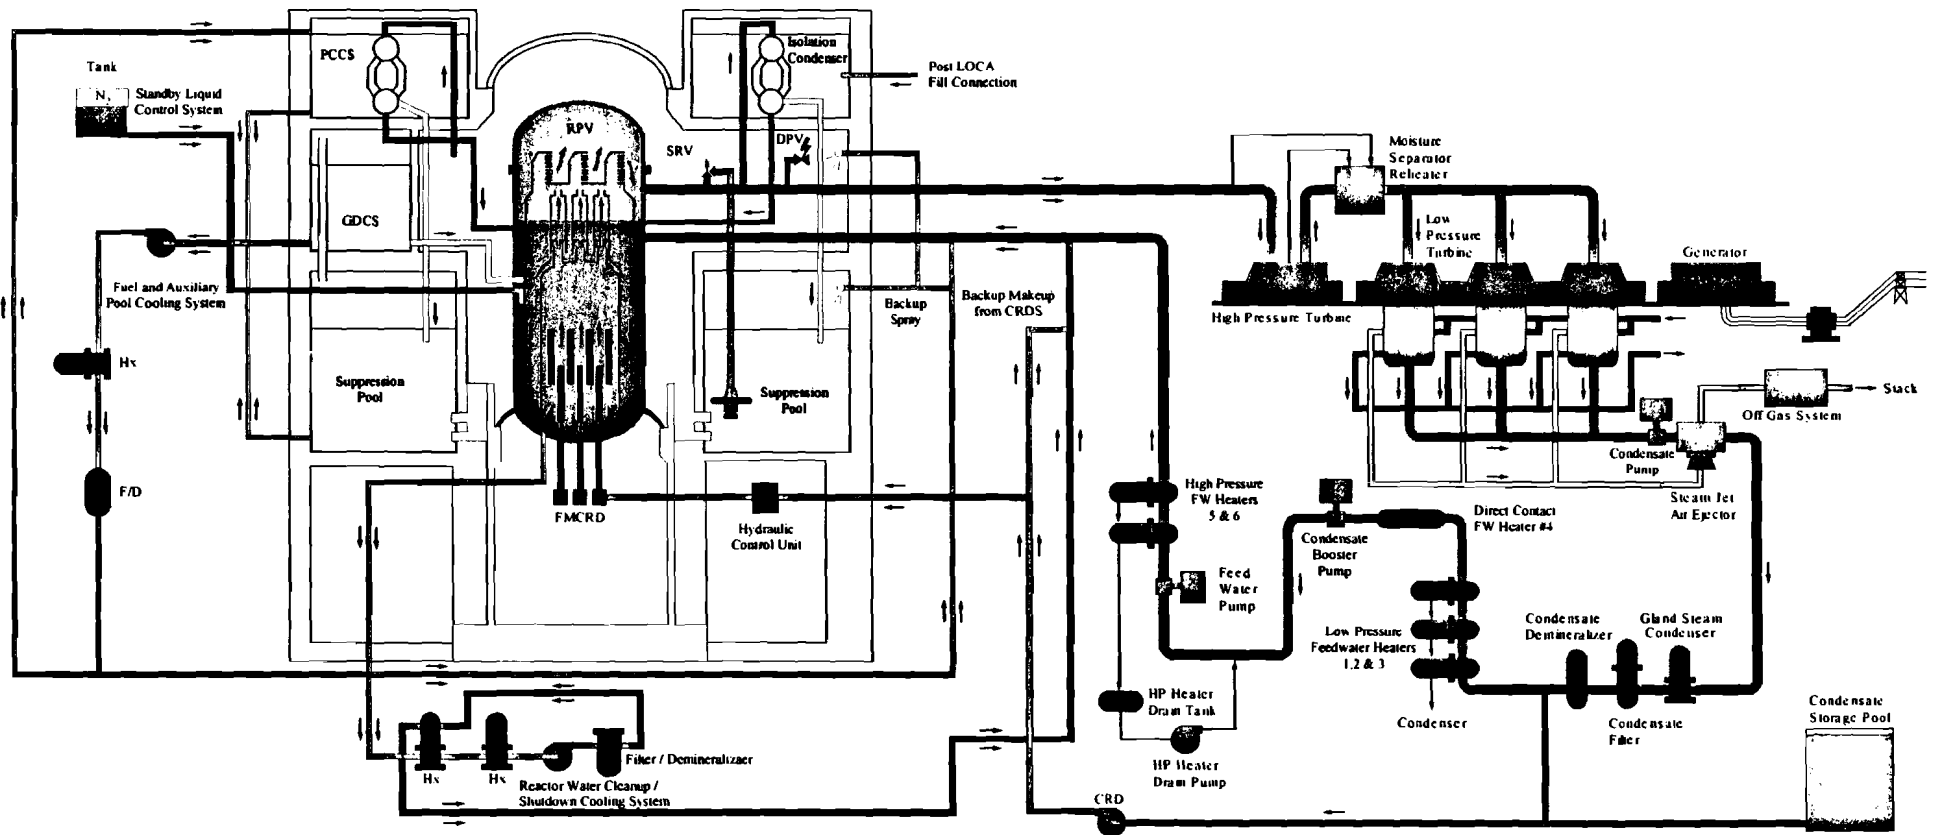 PCCS
Isolation
Condenser
Tank
N₂
Standby Liquid
Control System
Post LOCA
Fill Connection
RPV
SRV
DPV
Moisture
Separator
Reheater
GDCS
Low
Pressure
Turbine
Generator
Fuel and Auxiliary
Pool Cooling System
Backup
Spray
Backup Makeup
from CRDS
High Pressure Turbine
Hx
Suppression
Pool
Suppression
Pool
Stack
Off Gas System
Condensate
Pump
F/D
FMCRD
Hydraulic
Control Unit
High Pressure
FW Heaters
5 & 6
Steam Jet
Air Ejector
Direct Contact
FW Heater #4
Condensate
Booster
Pump
Feed
Water
Pump
Low Pressure
Feedwater Heaters
1,2 & 3
Condensate
Demineralizer
Gland Steam
Condenser
HP Heater
Drain Tank
Condenser
Condensate
Filter
Condensate
Storage Pool
Hx
Hx
Filter / Demineralizaer
Reactor Water Cleanup /
Shutdown Cooling System
HP Heater
Drain Pump
CRD